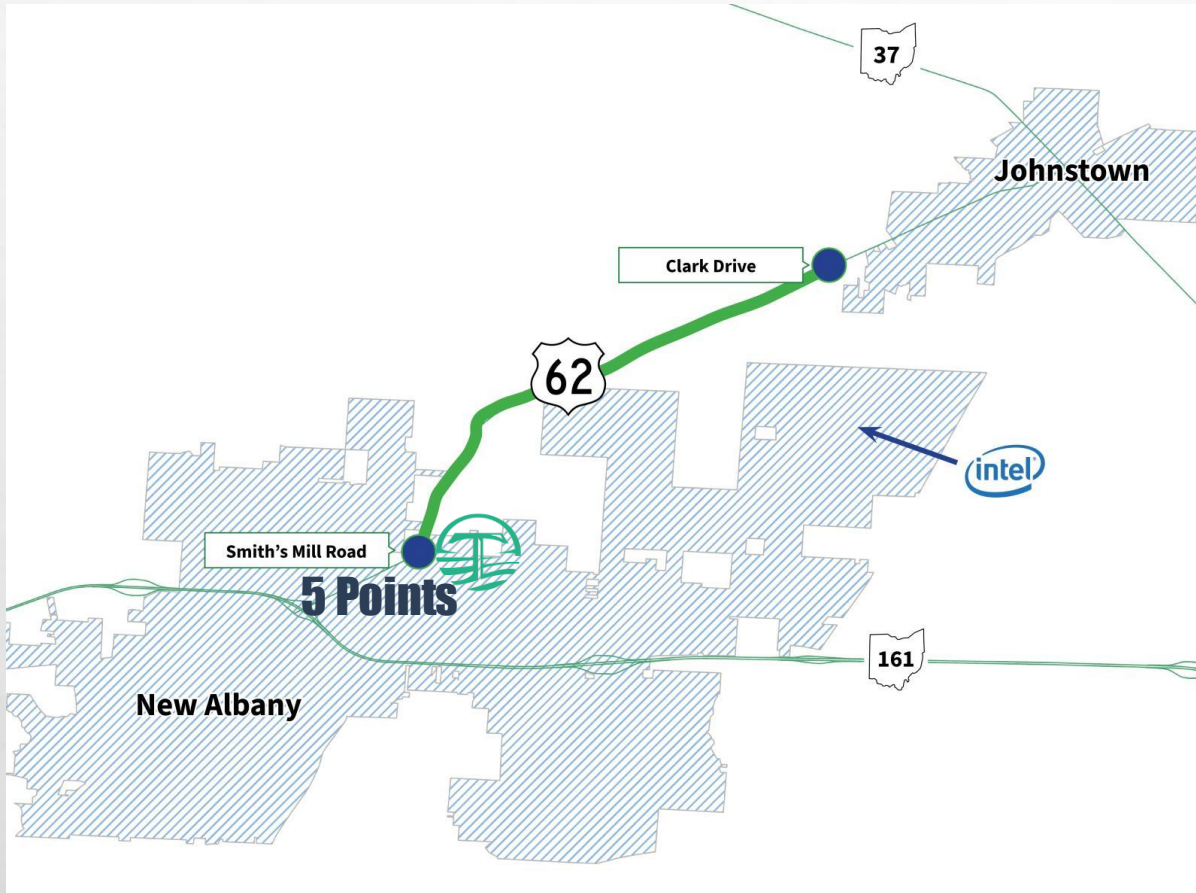 37
Johnstown
Clark Drive
62
intel
Smith's Mill Road
5 Points
161
New Albany